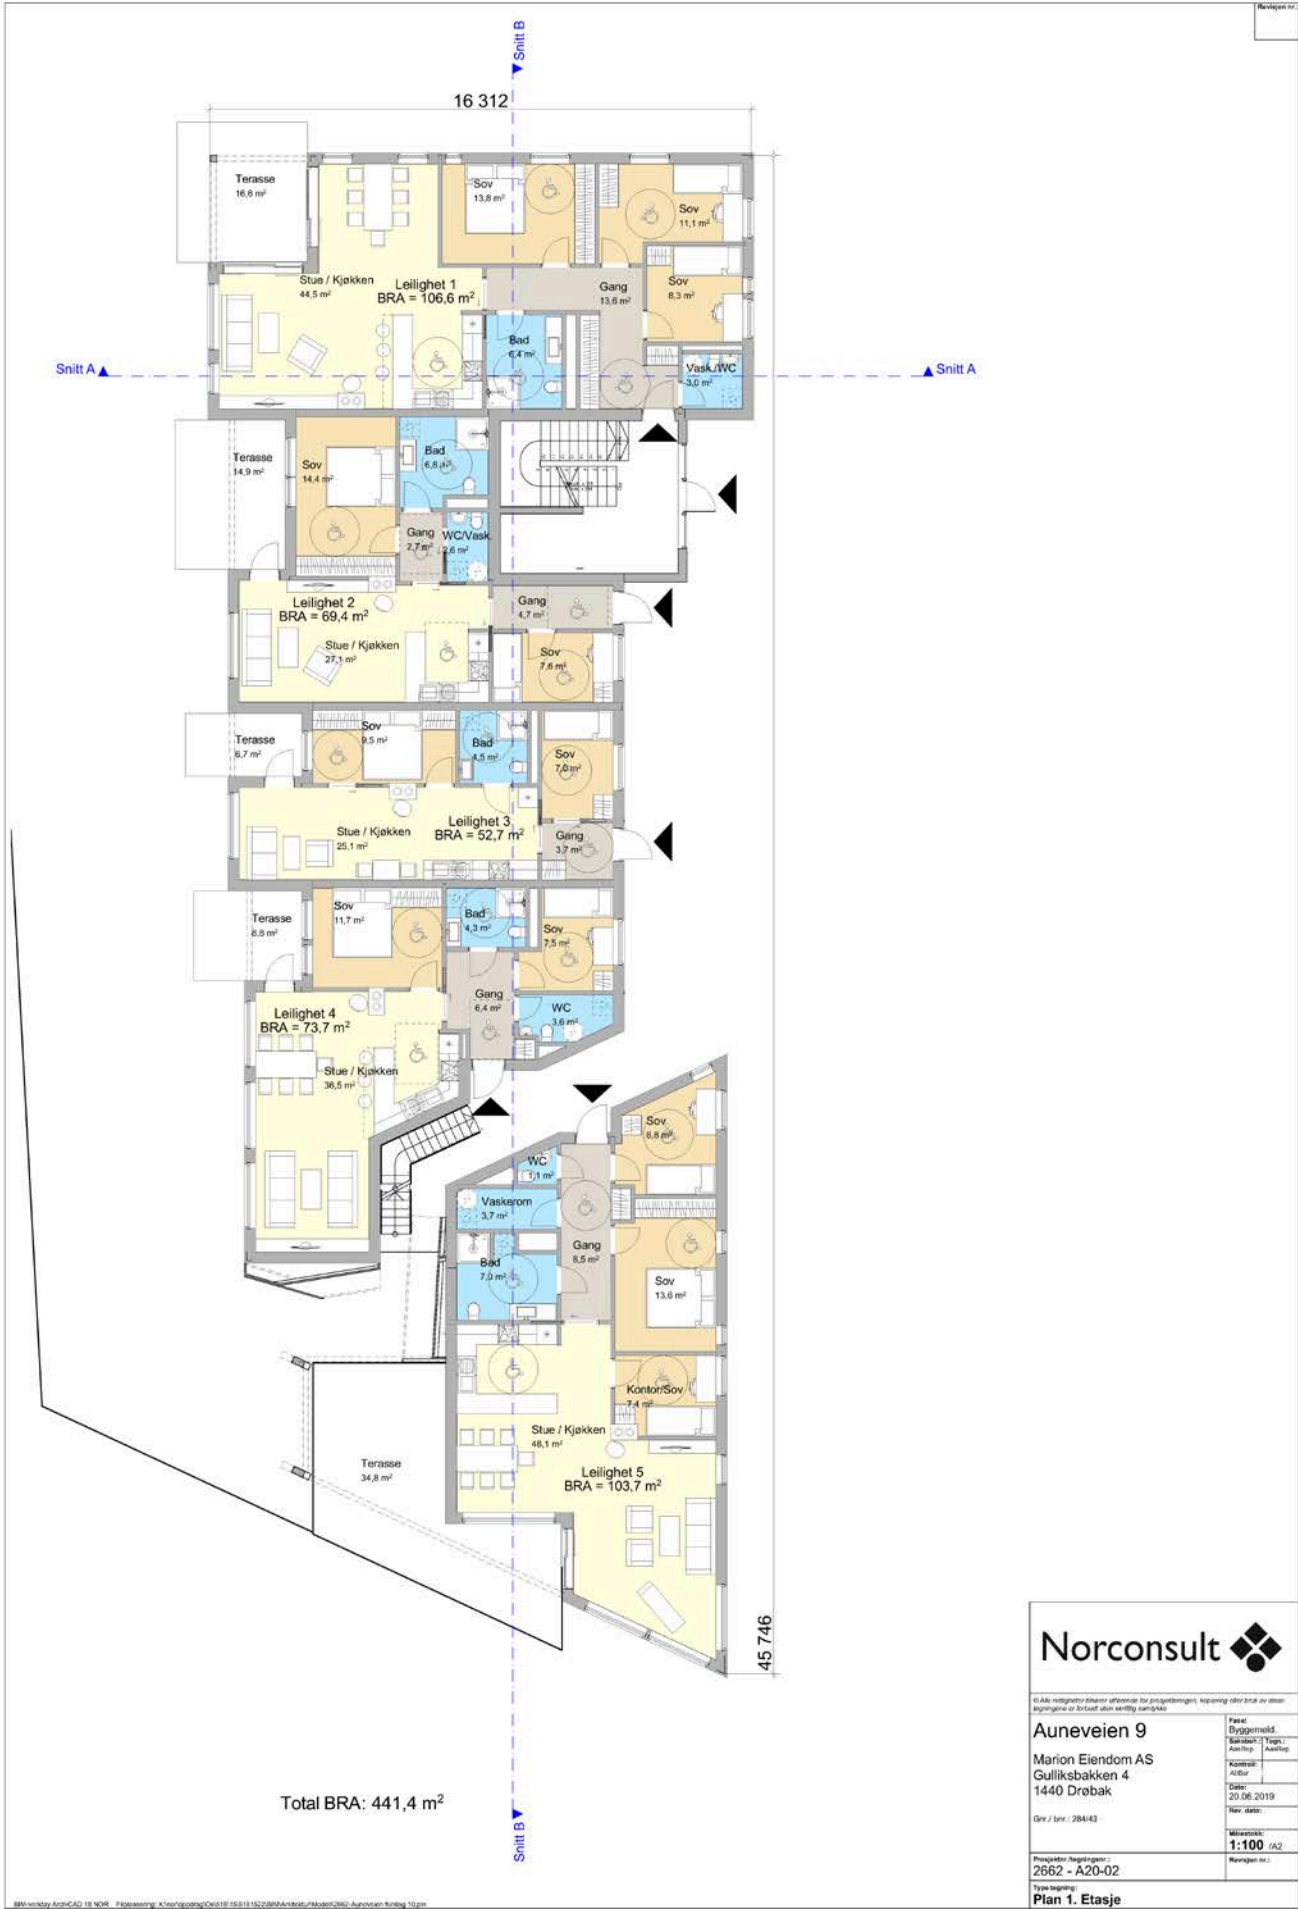 Revisjon nr.:
Snitt B
16 312
Terasse
16,6 m²
Sov
13,8 m²
Sov
11,1 m²
Stue / Kjøkken
44,5 m²
Leilighet 1
BRA = 106,6 m²
Gang
13,6 m²
Sov
8,3 m²
Bad
6,4 m²
Vask./WC
3,0 m²
Snitt A
Snitt A
Terasse
14,9 m²
Sov
14,4 m²
Bad
6,8 m²
Gang
2,7 m²
WC/Vask
2,6 m²
Leilighet 2
BRA = 69,4 m²
Gang
4,7 m²
Stue / Kjøkken
27,1 m²
Sov
7,6 m²
Terasse
6,7 m²
Sov
9,5 m²
Bad
4,5 m²
Sov
7,0 m²
Stue / Kjøkken
25,1 m²
Leilighet 3
BRA = 52,7 m²
Gang
3,7 m²
Terasse
8,8 m²
Sov
11,7 m²
Bad
4,3 m²
Sov
7,5 m²
Gang
6,4 m²
WC
3,6 m²
Leilighet 4
BRA = 73,7 m²
Stue / Kjøkken
36,5 m²
Sov
8,8 m²
WC
1,1 m²
Vaskerom
3,7 m²
Gang
8,5 m²
Bad
7,0 m²
Sov
13,6 m²
Kontor/Sov
7,4 m²
Stue / Kjøkken
48,1 m²
Terasse
34,8 m²
Leilighet 5
BRA = 103,7 m²
45 746
Total BRA: 441,4 m²
Snitt B
Norconsult
Auneveien 9
Marion Eiendom AS
Gulliksbakken 4
1440 Drøbak
Gnr./ bnr.: 284/43
Fase:
Byggemeld.
Saksbeh.: Tegn.:
Kontroll:
Dato:
20.06.2019
Rev. dato:
Målestokk:
1:100 /A2
Prosjektnr./tegningsnr.:
2662 - A20-02
Revisjon nr.:
Type tegning:
Plan 1. Etasje